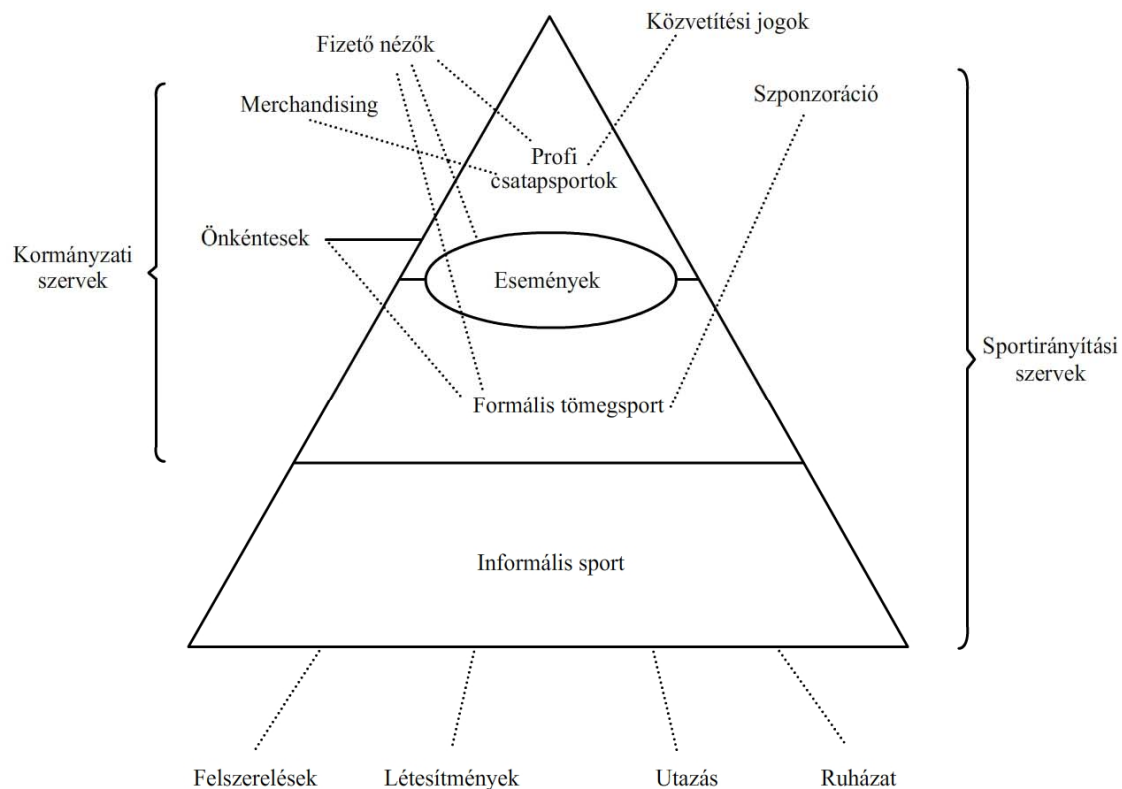 Közvetítési jogok
Fizető nézők
Szponzoráció
Merchandising
Profi
csatapsportok
Önkéntesek
Kormányzati
szervek
Események
Sportirányítási
szervek
Formális tömegsport
Informális sport
Felszerelések
Létesítmények
Utazás
Ruházat